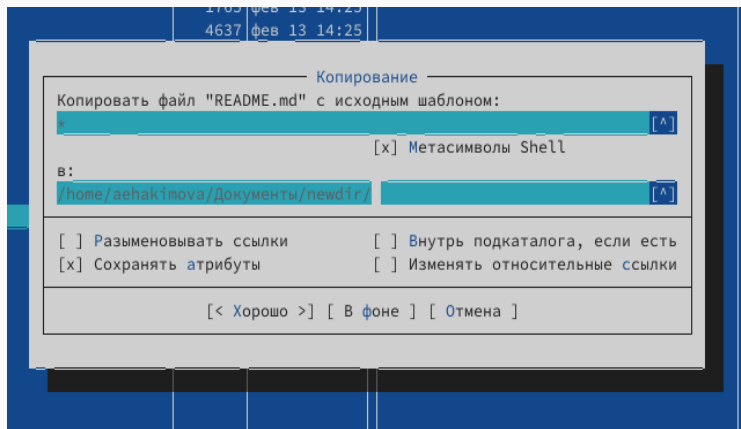 1765 фев 13 14:25
4637 фев 13 14:25
Копирование
Копировать файл "README.md" с исходным шаблоном:
*
[^]
[x] Метасимволы Shell
в:
/home/aehakimova/Документы/newdir/
[^]
[ ] Разыменовывать ссылки [ ] Внутрь подкаталога, если есть
[x] Сохранять атрибуты [ ] Изменять относительные ссылки
[< Хорошо >] [ В фоне ] [ Отмена ]